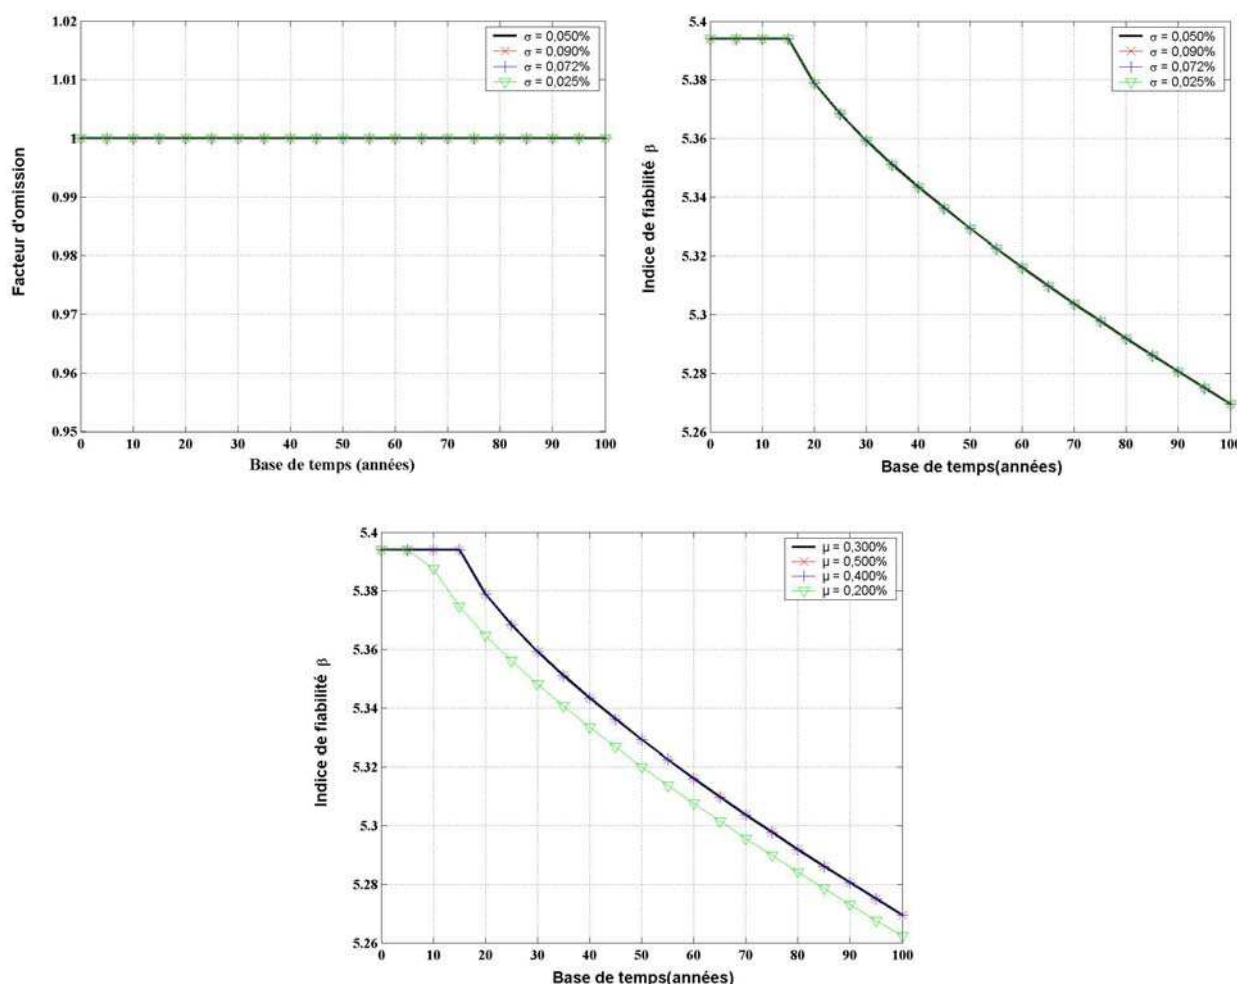 1.02
1.01
1
0.99
0.98
0.97
0.96
0.95
0 10 20 30 40 50 60 70 80 90 100
Facteur d'omission
Base de temps (années)
σ = 0,050%
σ = 0,090%
σ = 0,072%
σ = 0,025%
5.4
5.38
5.36
5.34
5.32
5.3
5.28
5.26
0 10 20 30 40 50 60 70 80 90 100
Indice de fiabilité β
Base de temps(années)
σ = 0,050%
σ = 0,090%
σ = 0,072%
σ = 0,025%
5.4
5.38
5.36
5.34
5.32
5.3
5.28
5.26
0 10 20 30 40 50 60 70 80 90 100
Indice de fiabilité β
Base de temps(années)
μ = 0,300%
μ = 0,500%
μ = 0,400%
μ = 0,200%